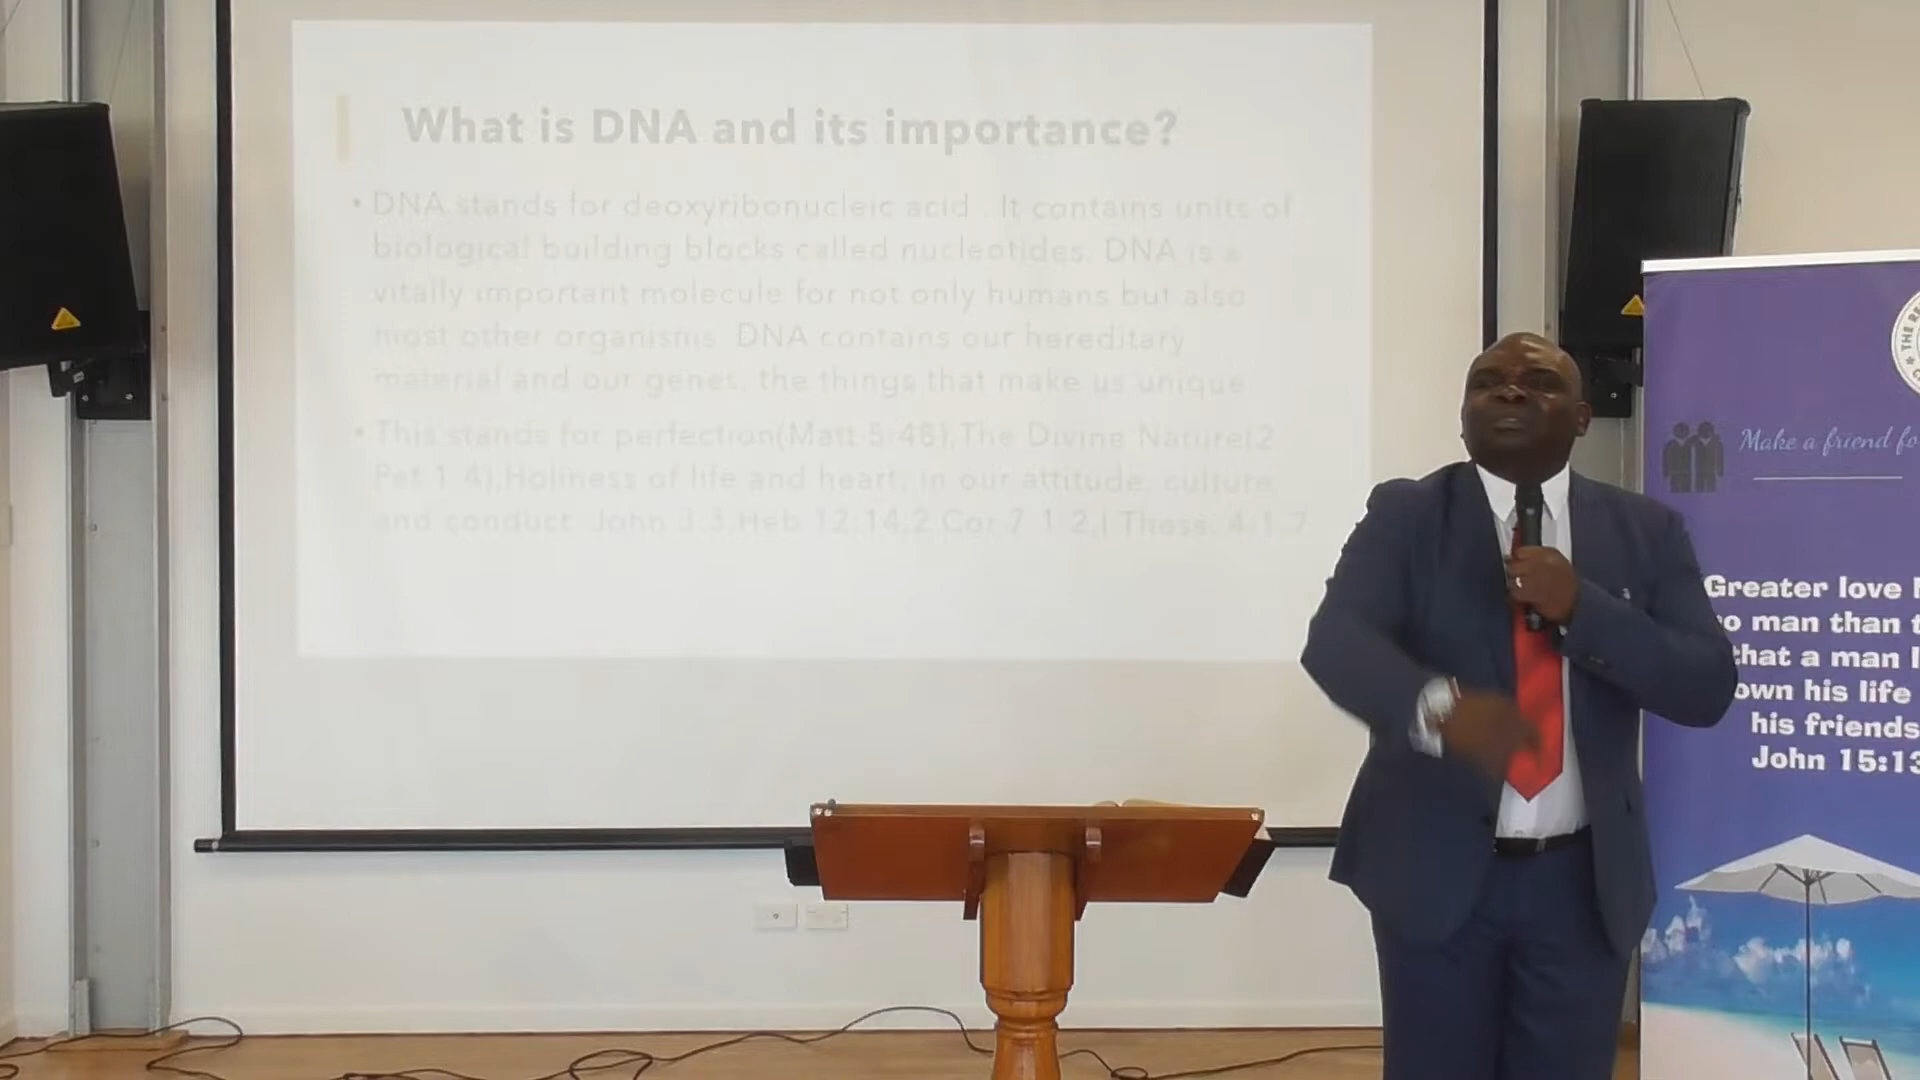 What is DNA and its importance?
• DNA stands for deoxyribonucleic acid . It contains units of
biological building blocks called nucleotides. DNA is a
vitally important molecule for not only humans but also
most other organisms. DNA contains our hereditary
material and our genes, the things that make us unique
• This stands for perfection(Matt 5:48),The Divine Nature(2
Pet 1 4),Holiness of life and heart, in our attitude, culture
and conduct. John 3:3,Heb 12:14,2 Cor 7 1 2,I Thess. 4:1.7
THE RE
Make a friend fo
Greater love
man than
that a man
own his life
his friends
John 15:13